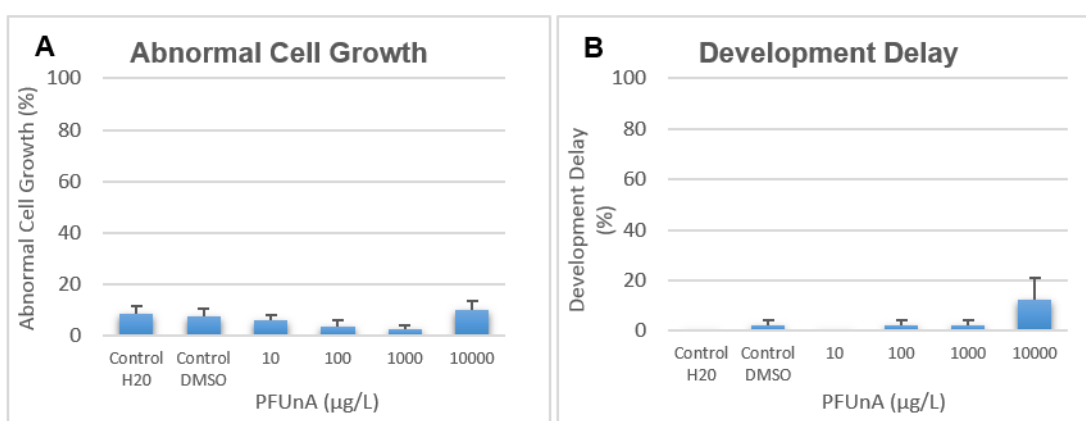 A
Abnormal Cell Growth
Abnormal Cell Growth (%)
100
80
60
40
20
0
Control
H20
Control
DMSO
10
100
1000
10000
PFUnA (µg/L)
B
Development Delay
Development Delay
(%)
100
80
60
40
20
0
Control
H20
Control
DMSO
10
100
1000
10000
PFUnA (µg/L)